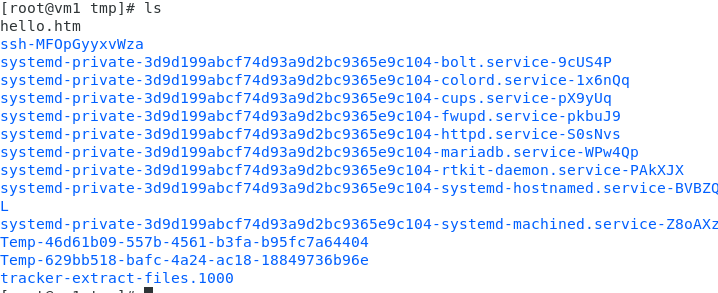 [root@vm1 tmp]# ls
hello.htm
ssh-MFOpGyyxvWza
systemd-private-3d9d199abcf74d93a9d2bc9365e9c104-bolt.service-9cUS4P
systemd-private-3d9d199abcf74d93a9d2bc9365e9c104-colord.service-1x6nQq
systemd-private-3d9d199abcf74d93a9d2bc9365e9c104-cups.service-pX9yUq
systemd-private-3d9d199abcf74d93a9d2bc9365e9c104-fwupd.service-pkbuJ9
systemd-private-3d9d199abcf74d93a9d2bc9365e9c104-httpd.service-S0sNvs
systemd-private-3d9d199abcf74d93a9d2bc9365e9c104-mariadb.service-WPw4Qp
systemd-private-3d9d199abcf74d93a9d2bc9365e9c104-rtkit-daemon.service-PAkXJX
systemd-private-3d9d199abcf74d93a9d2bc9365e9c104-systemd-hostnamed.service-BVBZQ
L
systemd-private-3d9d199abcf74d93a9d2bc9365e9c104-systemd-machined.service-Z8oAXz
Temp-46d61b09-557b-4561-b3fa-b95fc7a64404
Temp-629bb518-bafc-4a24-ac18-18849736b96e
tracker-extract-files.1000
[root@vm1 tmp]#